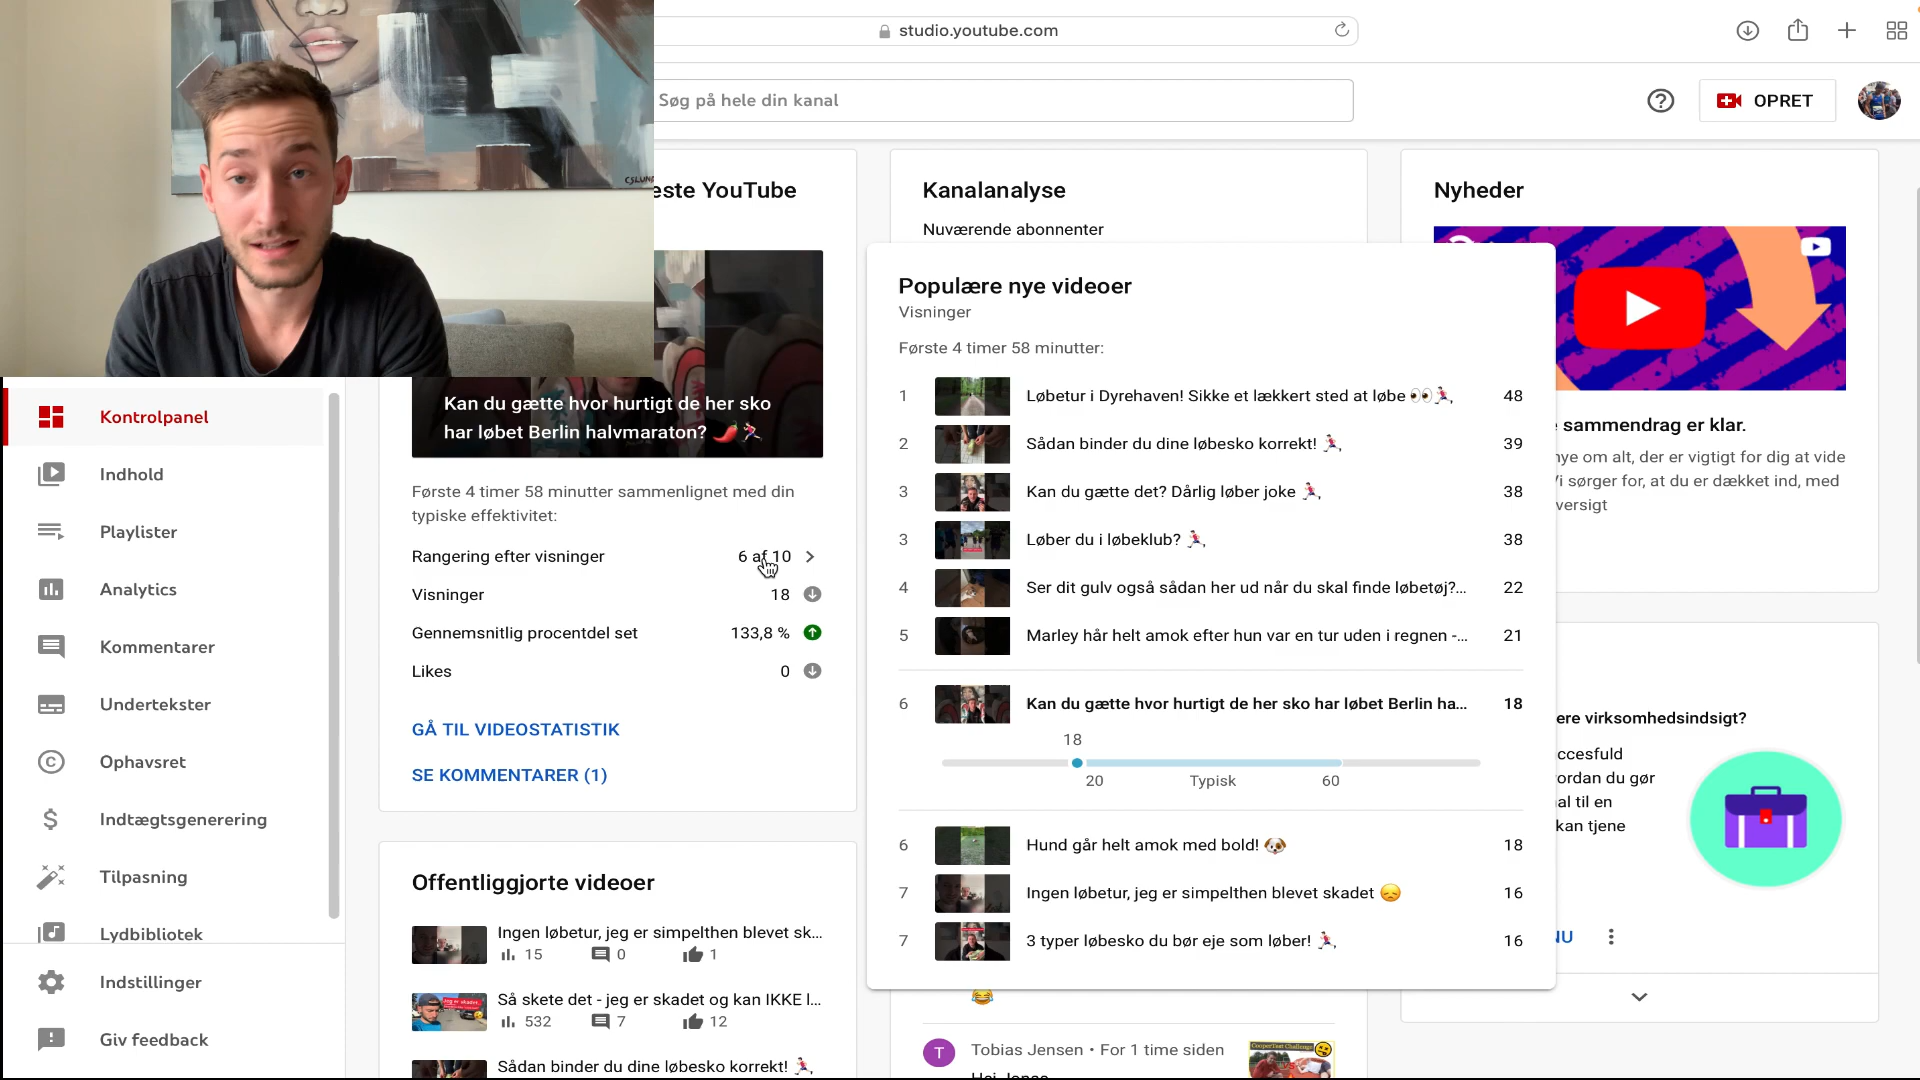 studio.youtube.com
Søg på hele din kanal
OPRET
Kontrolpanel
Indhold
Playlister
Analytics
Kommentarer
Undertekster
Ophavsret
Indtægtsgenerering
Tilpasning
Lydbibliotek
Indstillinger
Giv feedback
YouTube
Kan du gætte hvor hurtigt de her sko
har løbet Berlin halvmaraton? 🌶️🏃🏻
Første 4 timer 58 minutter sammenlignet med din
typiske effektivitet:
Rangering efter visninger 6 af 10
Visninger 18
Gennemsnitlig procentdel set 133,8 %
Likes 0
GÅ TIL VIDEOSTATISTIK
SE KOMMENTARER (1)
Offentliggjorte videoer
Ingen løbetur, jeg er simpelthen blevet sk...
15 0 1
Så skete det - jeg er skadet og kan IKKE l...
532 7 12
Sådan binder du dine løbesko korrekt! 🏃🏻
Kanalanalyse
Nuværende abonnenter
Populære nye videoer
Visninger
Første 4 timer 58 minutter:
1 Løbetur i Dyrehaven! Sikke et lækkert sted at løbe 👀🏃🏻 48
2 Sådan binder du dine løbesko korrekt! 🏃🏻 39
3 Kan du gætte det? Dårlig løber joke 🏃🏻 38
3 Løber du i løbeklub? 🏃🏻 38
4 Ser dit gulv også sådan her ud når du skal finde løbetøj?... 22
5 Marley hår helt amok efter hun var en tur uden i regnen -... 21
6 Kan du gætte hvor hurtigt de her sko har løbet Berlin ha... 18
18
20 Typisk 60
6 Hund går helt amok med bold! 🐶 18
7 Ingen løbetur, jeg er simpelthen blevet skadet 😞 16
7 3 typer løbesko du bør eje som løber! 🏃🏻 16
😂
T Tobias Jensen • For 1 time siden
Nyheder
sammendrag er klar.
nye om alt, der er vigtigt for dig at vide
Vi sørger for, at du er dækket ind, med
virksomhedsindsigt?
du gør
til en
kan tjene